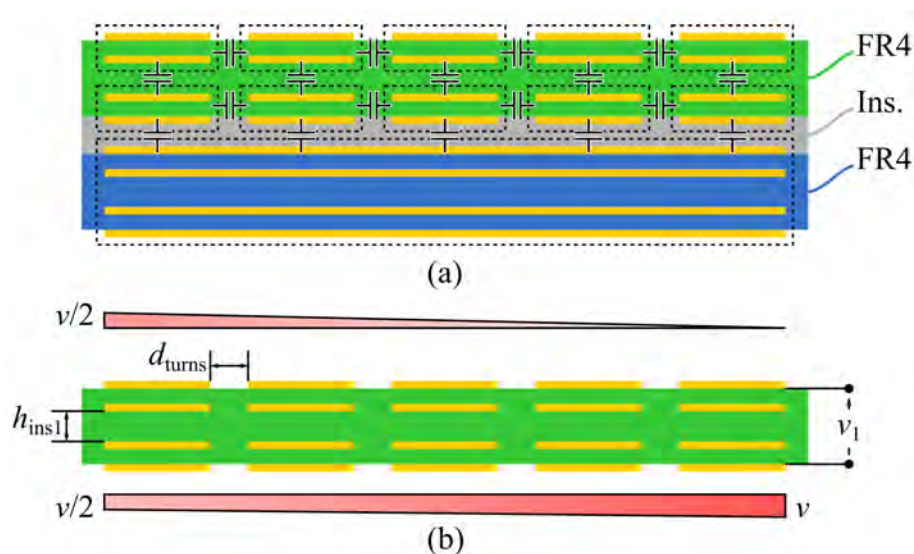 FR4
Ins.
FR4
(a)
v/2
d_turns
h_ins1
v_1
v/2
v
(b)